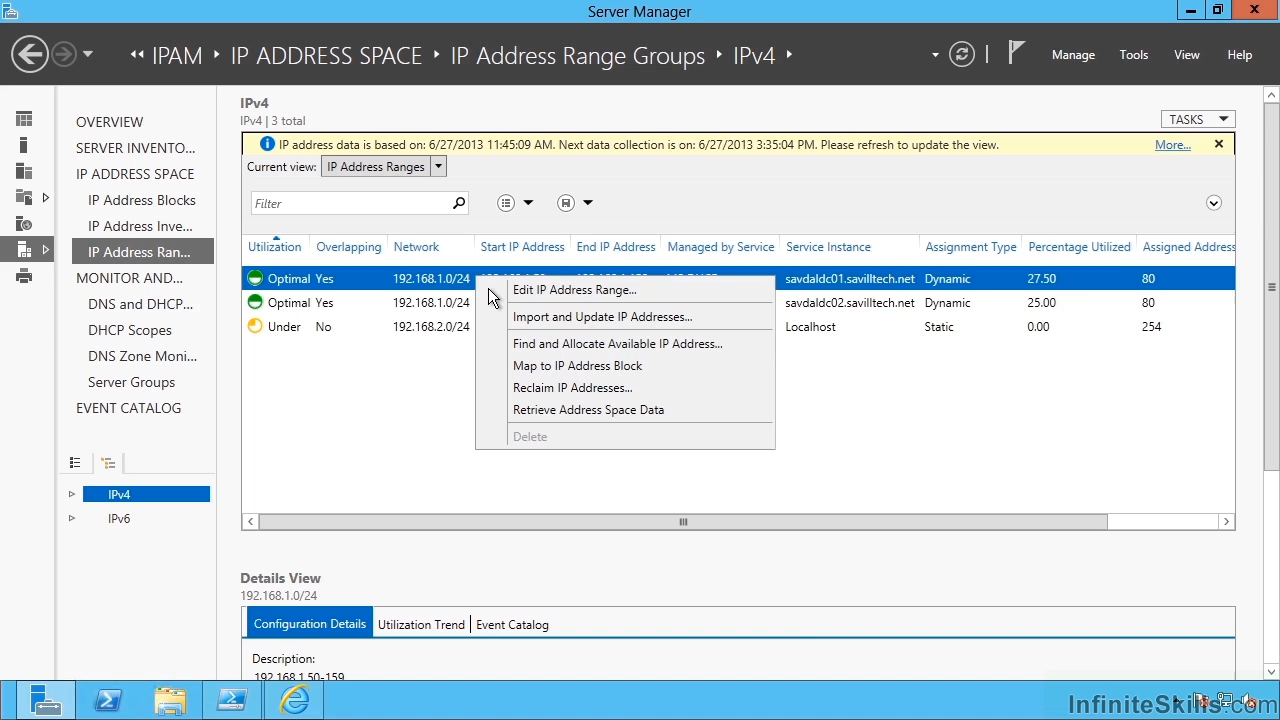 Server Manager
IPAM IP ADDRESS SPACE IP Address Range Groups IPv4
Manage Tools View Help
OVERVIEW
SERVER INVENTO...
IP ADDRESS SPACE
IP Address Blocks
IP Address Inve...
IP Address Ran...
MONITOR AND...
DNS and DHCP...
DHCP Scopes
DNS Zone Moni...
Server Groups
EVENT CATALOG
IPv4
IPv6
IPv4
IPv4 | 3 total
TASKS
IP address data is based on: 6/27/2013 11:45:09 AM. Next data collection is on: 6/27/2013 3:35:04 PM. Please refresh to update the view. More...
Current view: IP Address Ranges
Filter
Utilization Overlapping Network Start IP Address End IP Address Managed by Service Service Instance Assignment Type Percentage Utilized Assigned Address
Optimal Yes 192.168.1.0/24 savdaldc01.savilltech.net Dynamic 27.50 80
Optimal Yes 192.168.1.0/24 savdaldc02.savilltech.net Dynamic 25.00 80
Under No 192.168.2.0/24 Localhost Static 0.00 254
Edit IP Address Range...
Import and Update IP Addresses...
Find and Allocate Available IP Address...
Map to IP Address Block
Reclaim IP Addresses...
Retrieve Address Space Data
Delete
Details View
192.168.1.0/24
Configuration Details Utilization Trend Event Catalog
Description:
192.168.1.50-159
InfiniteSkills.com